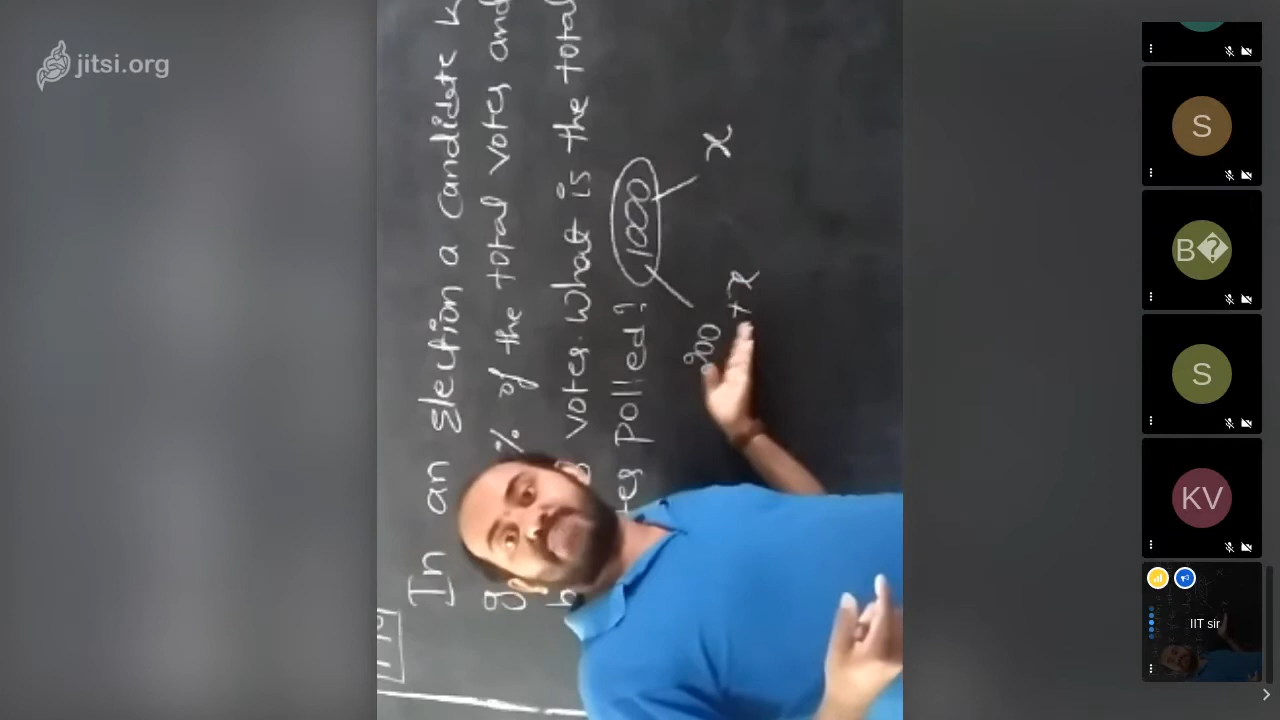 jitsi.org
In an Election a candidate
% of the total votes and
votes. What is the total
polled? 1000
x
300
+x
S
B�
S
KV
IIT sir